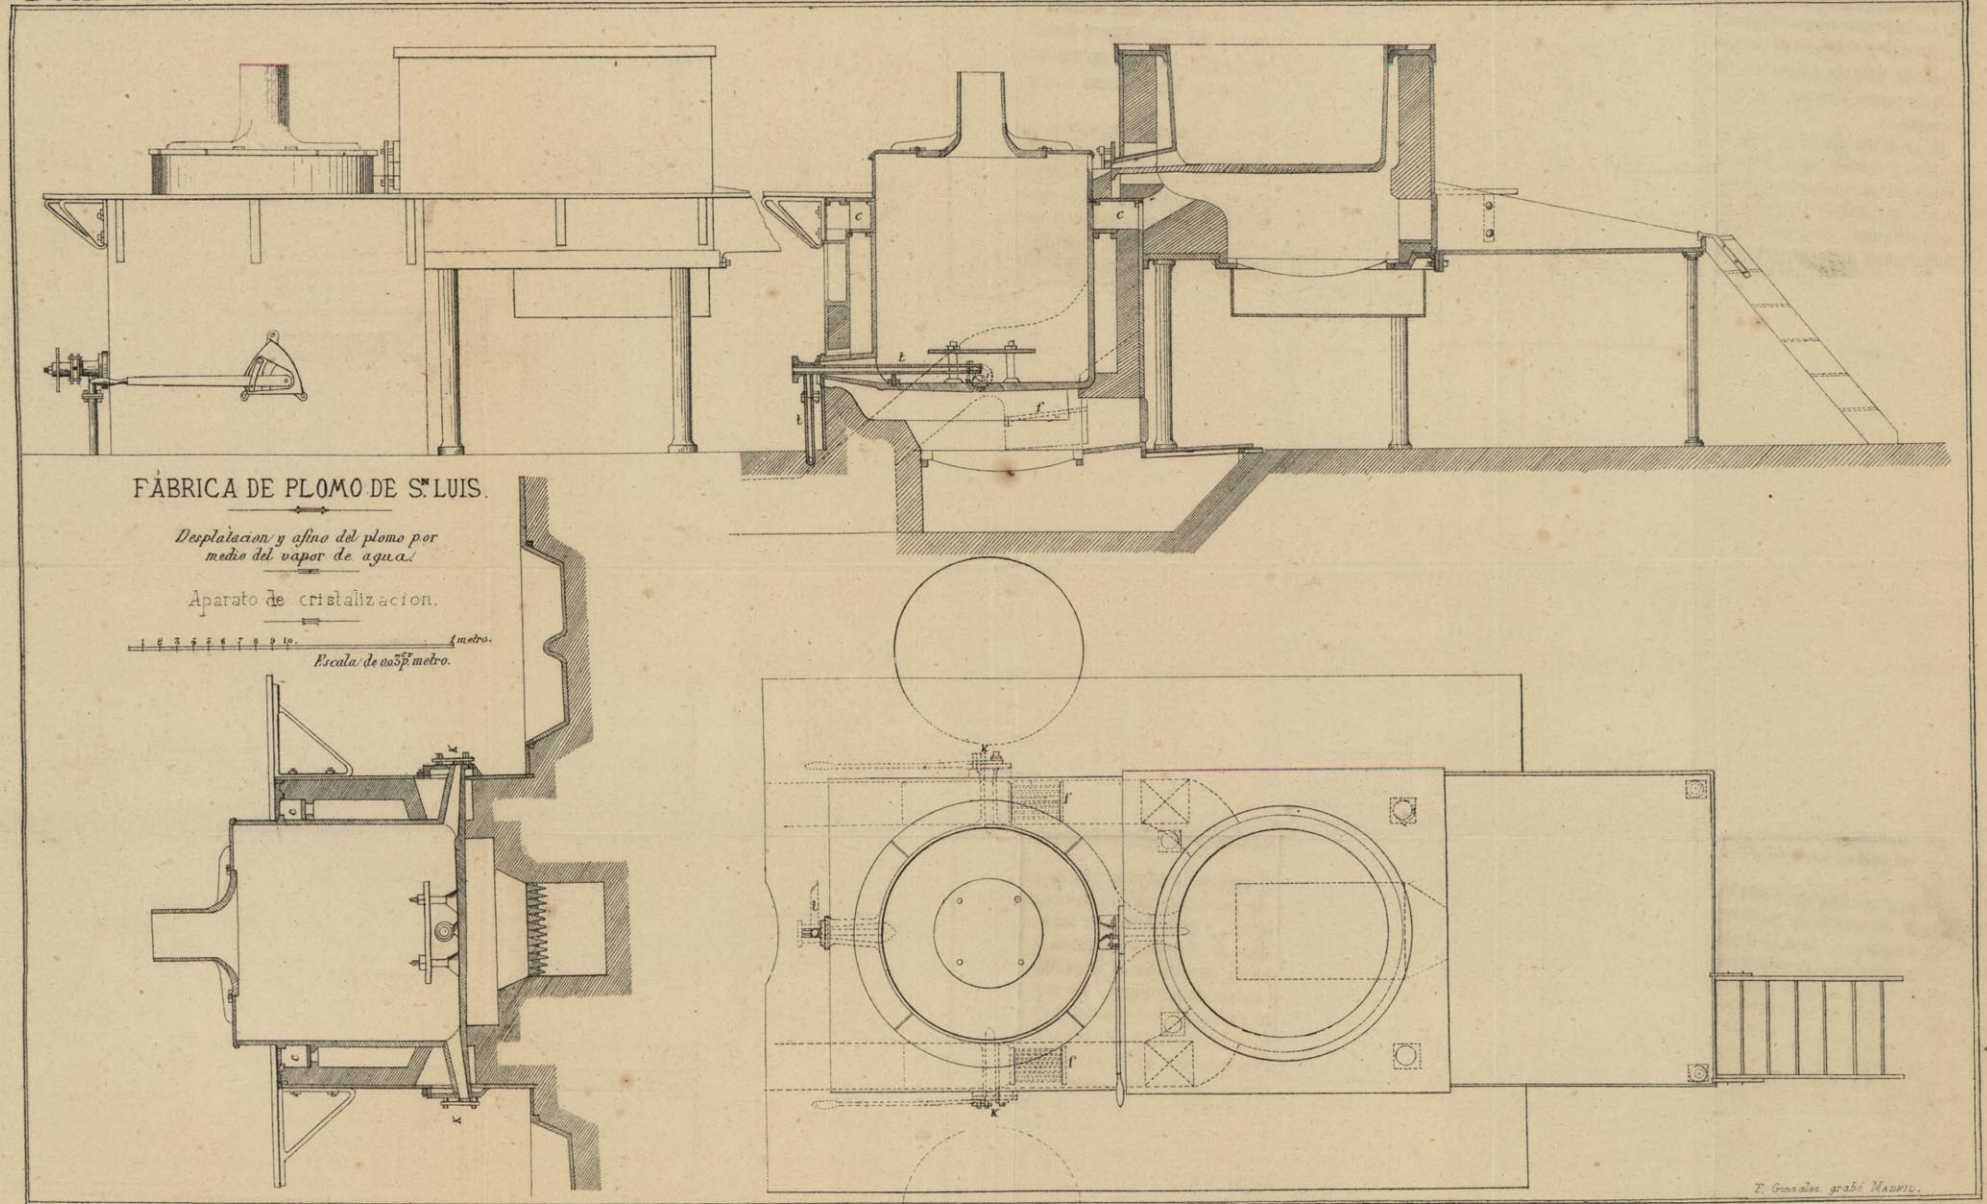 FÁBRICA DE PLOMO DE Sⁿ LUIS.
Desplatacion y afino del plomo por
medio del vapor de agua.
Aparato de cristalizacion.
1 2 3 4 5 6 7 8 9 10. 1 metro.
Escala de 0,03 p.r metro.
c
c
t
t
f
K
c
c
K
K
f
t
f
K
F. Gonzalez grabó MADRID.